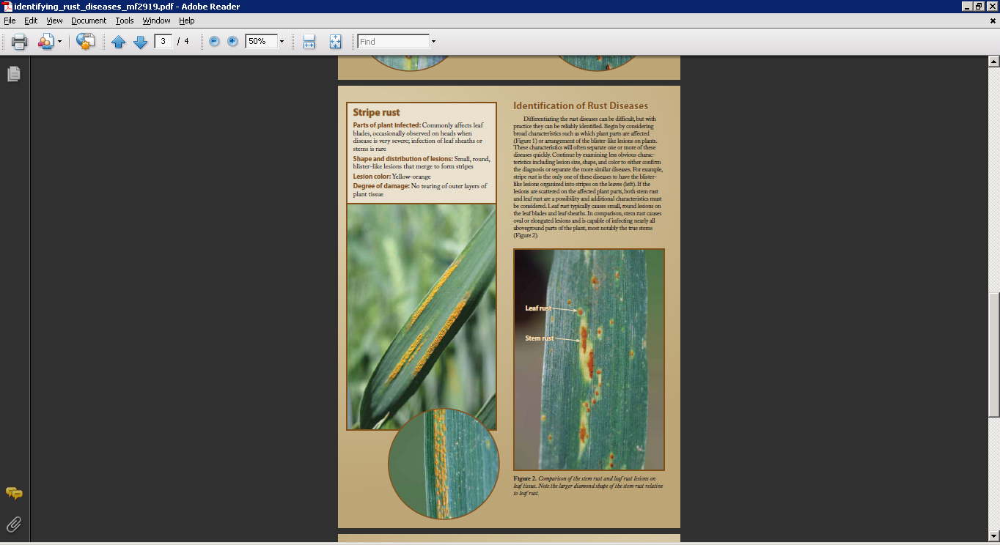 identifying_rust_diseases_mf2919.pdf - Adobe Reader
File Edit View Document Tools Window Help
3 / 4 50% Find
Stripe rust
Parts of plant infected: Commonly affects leaf
blades, occasionally observed on heads when
disease is very severe; infection of leaf sheaths or
stems is rare
Shape and distribution of lesions: Small, round,
blister-like lesions that merge to form stripes
Lesion color: Yellow-orange
Degree of damage: No tearing of outer layers of
plant tissue
Identification of Rust Diseases
Differentiating the rust diseases can be difficult, but with
practice they can be reliably identified. Begin by considering
broad characteristics such as which plant parts are affected
(Figure 1) or arrangement of the blister-like lesions on plants.
These characteristics will often separate one or more of these
diseases quickly. Continue by examining less obvious charac-
teristics including lesion size, shape, and color to either confirm
the diagnosis or separate the more similar diseases. For example,
stripe rust is the only one of these diseases to have the blister-
like lesions organized into stripes on the leaves (left). If the
lesions are scattered on the affected plant parts, both stem rust
and leaf rust are a possibility and additional characteristics must
be considered. Leaf rust typically causes small, round lesions on
the leaf blades and leaf sheaths. In comparison, stem rust causes
oval or elongated lesions and is capable of infecting nearly all
aboveground parts of the plant, most notably the true stems
(Figure 2).
Leaf rust
Stem rust
Figure 2. Comparison of the stem rust and leaf rust lesions on
leaf tissue. Note the larger diamond shape of the stem rust relative
to leaf rust.